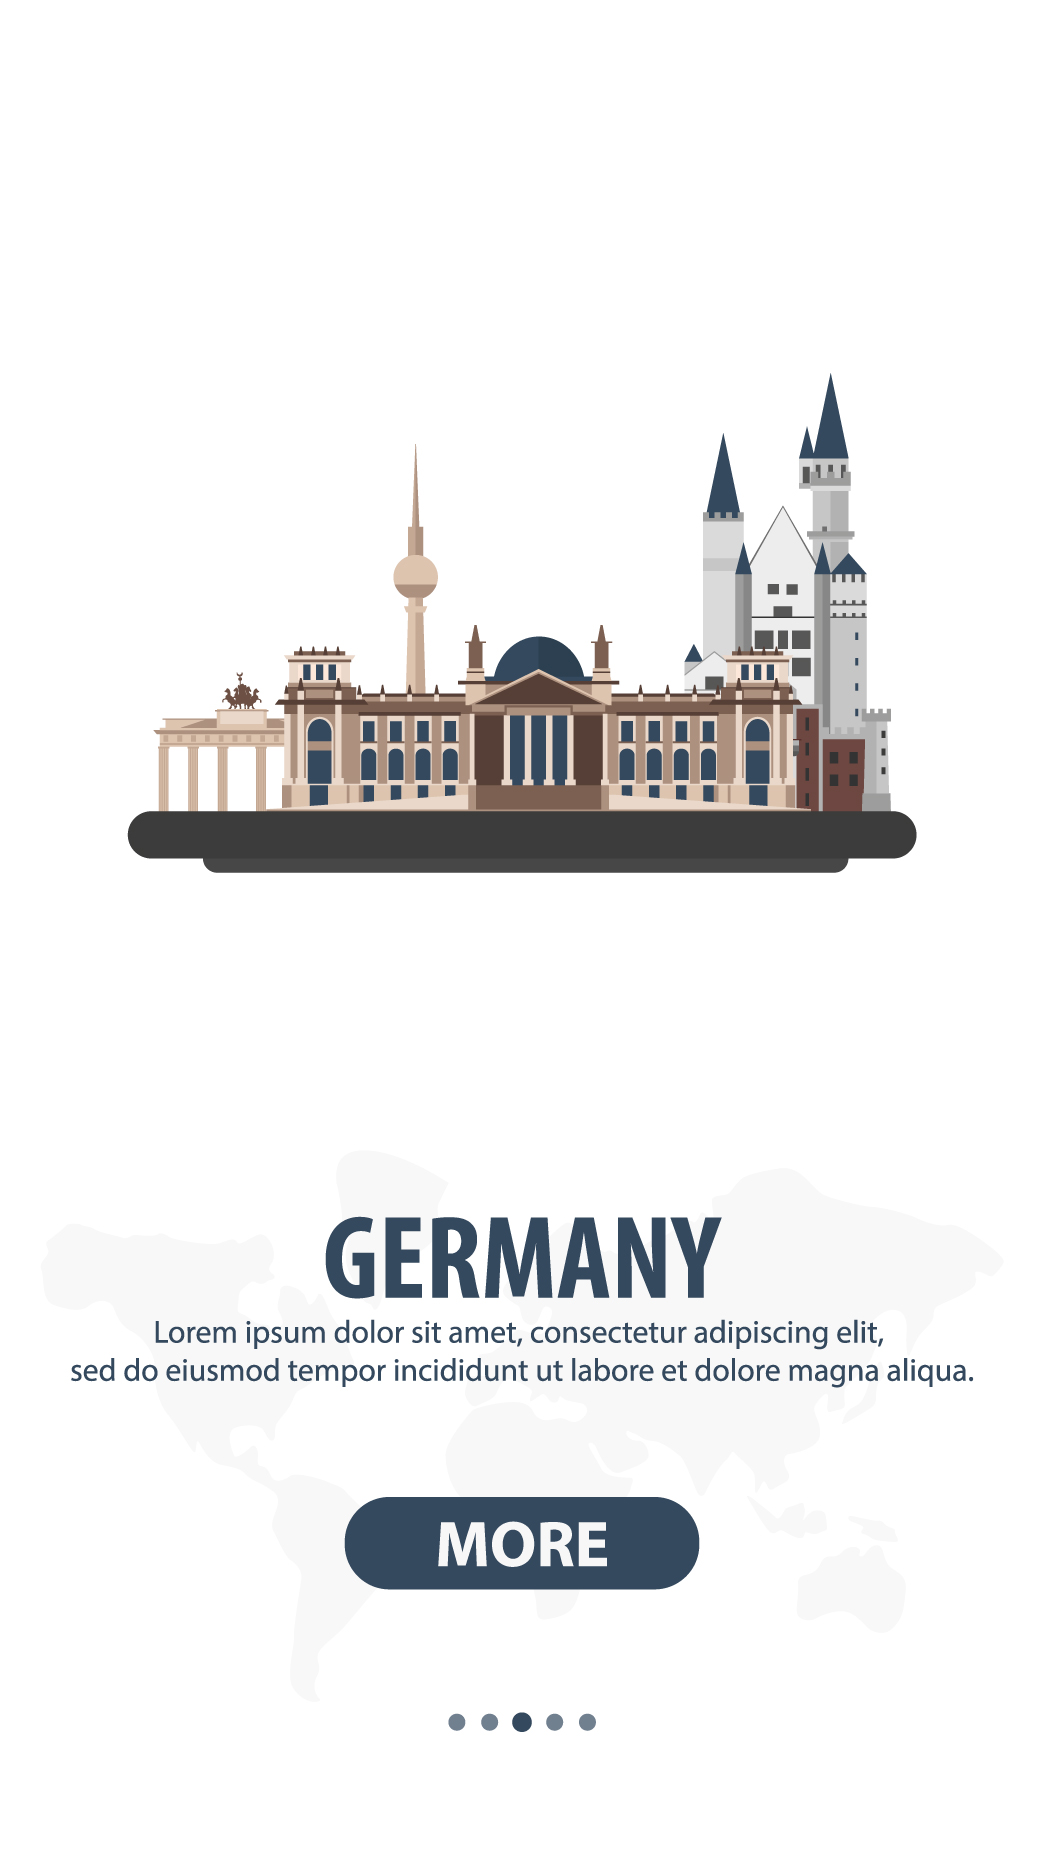 GERMANY
Lorem ipsum dolor sit amet, consectetur adipiscing elit,
sed do eiusmod tempor incididunt ut labore et dolore magna aliqua.
MORE